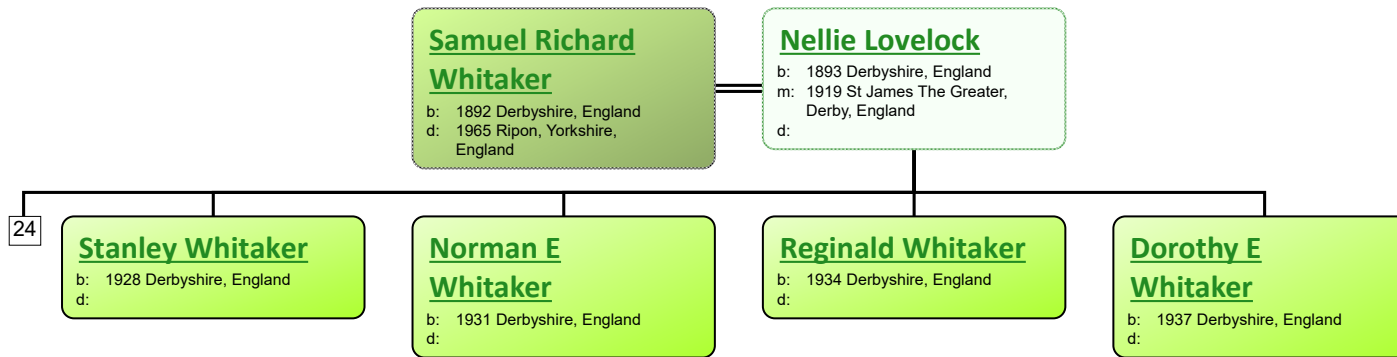 Samuel Richard
Whitaker
b: 1892 Derbyshire, England
d: 1965 Ripon, Yorkshire,
England
Nellie Lovelock
b: 1893 Derbyshire, England
m: 1919 St James The Greater,
Derby, England
d:
24
Stanley Whitaker
b: 1928 Derbyshire, England
d:
Norman E
Whitaker
b: 1931 Derbyshire, England
d:
Reginald Whitaker
b: 1934 Derbyshire, England
d:
Dorothy E
Whitaker
b: 1937 Derbyshire, England
d: